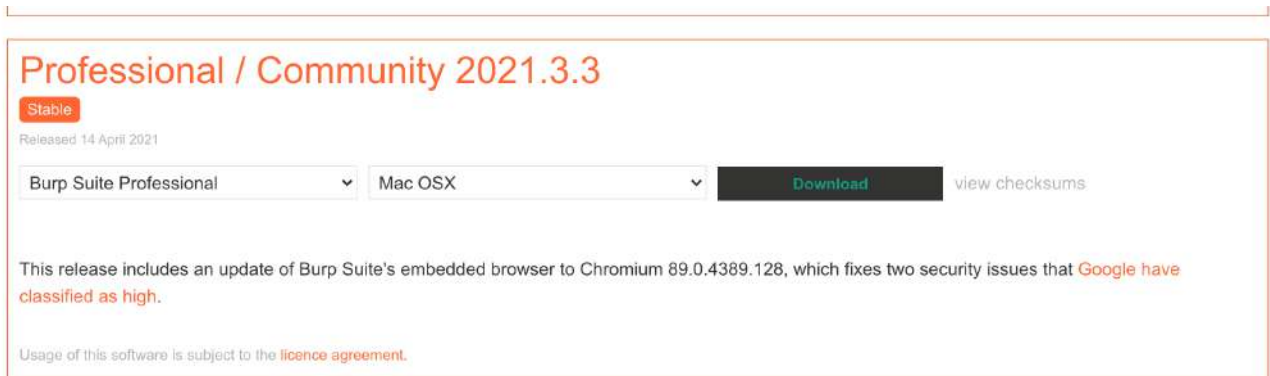 Professional / Community 2021.3.3
Stable
Released 14 April 2021
Burp Suite Professional Mac OSX Download view checksums
This release includes an update of Burp Suite's embedded browser to Chromium 89.0.4389.128, which fixes two security issues that Google have
classified as high.
Usage of this software is subject to the licence agreement.